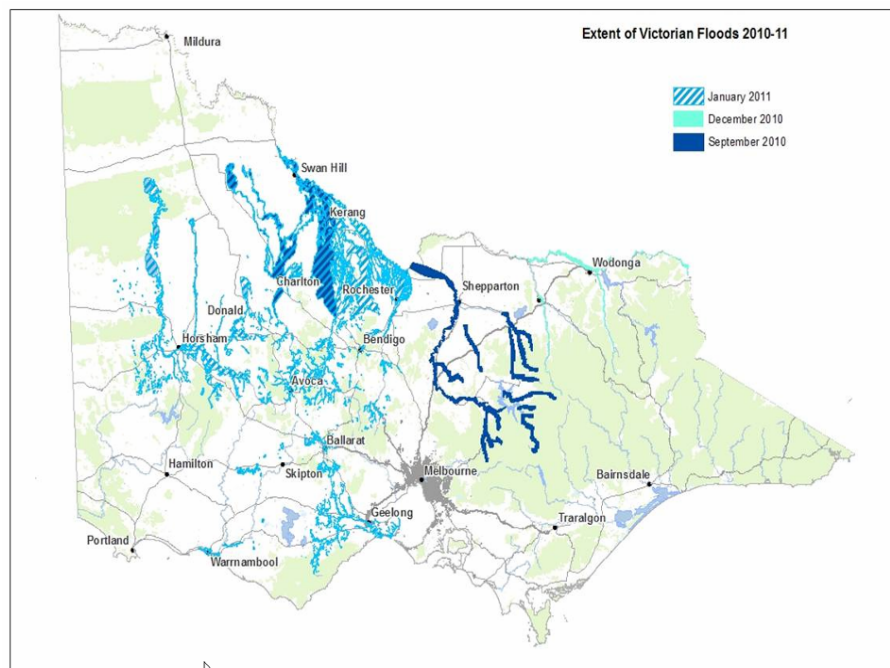 Extent of Victorian Floods 2010-11
Mildura
January 2011
December 2010
September 2010
Swan Hill
Kerang
Wodonga
Charlton
Rochester
Shepparton
Donald
Horsham
Bendigo
Avoca
Ballarat
Hamilton
Skipton
Melbourne
Bairnsdale
Geelong
Traralgon
Portland
Warrnambool